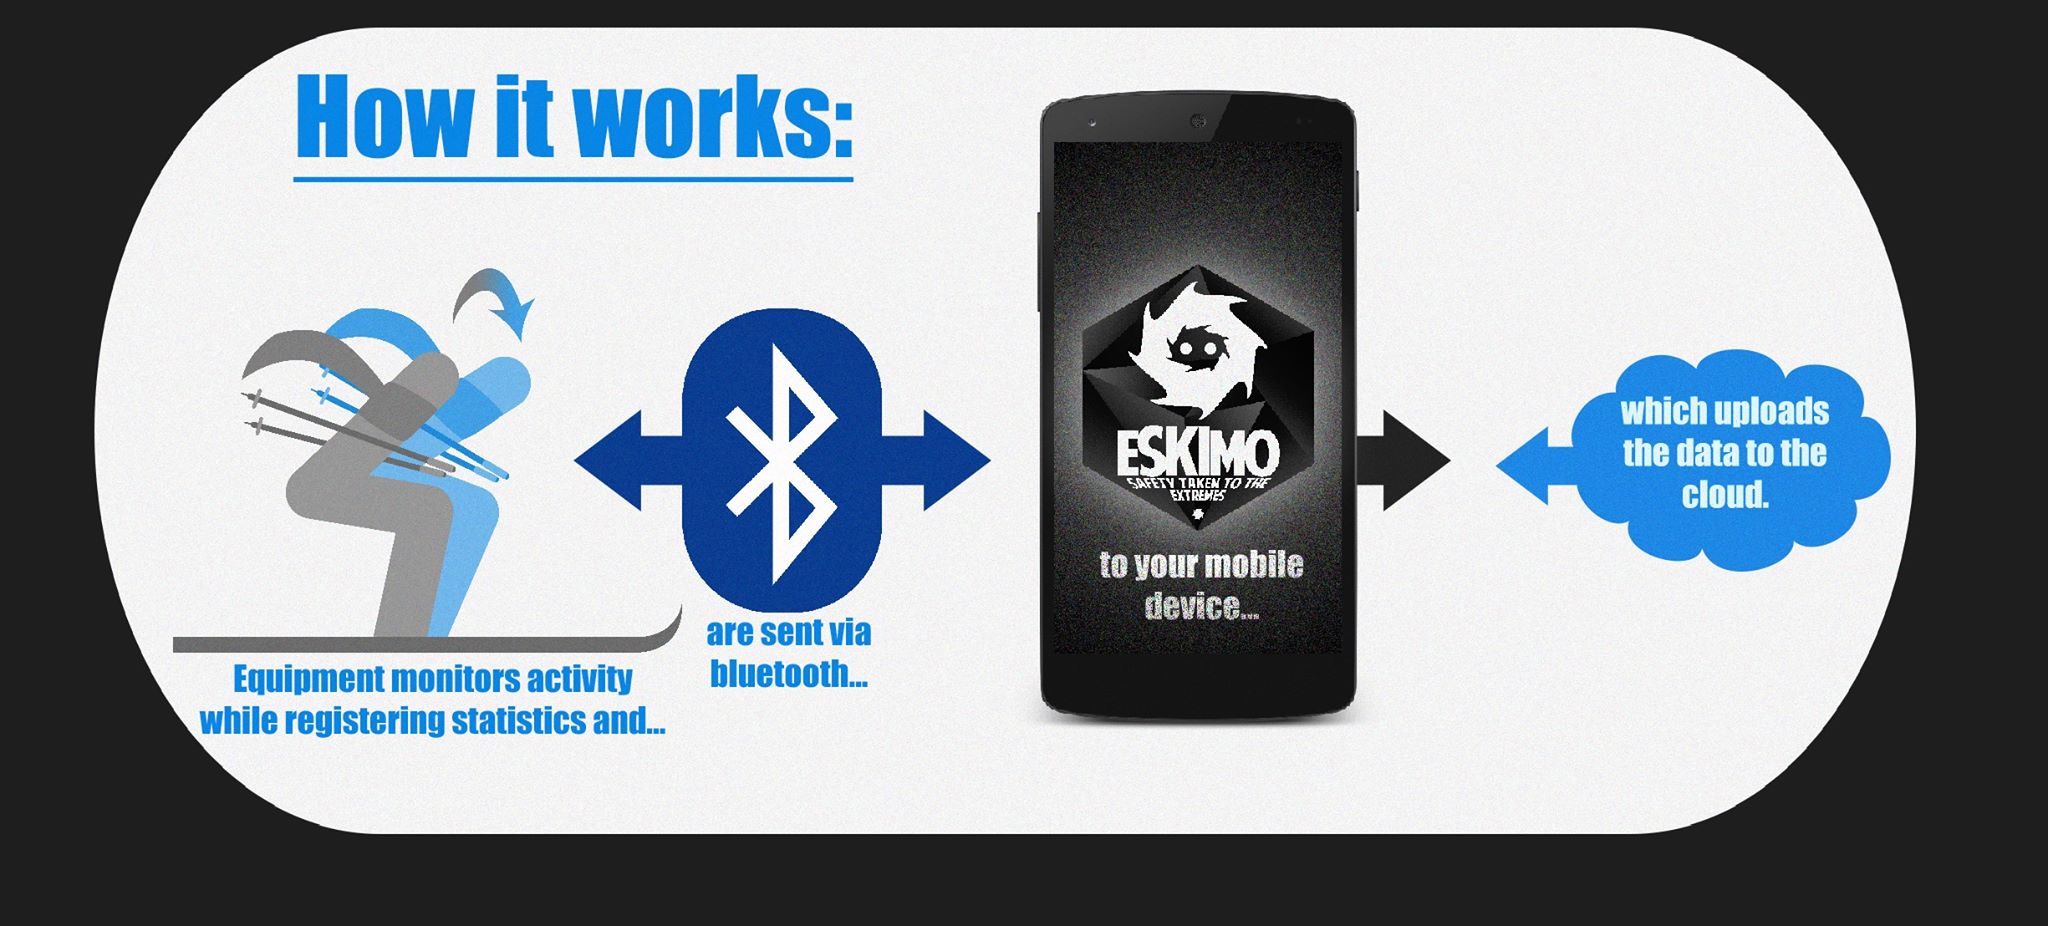 How it works:
Equipment monitors activity
while registering statistics and...
are sent via
bluetooth...
ESKIMO
SAFETY TAKEN TO THE
EXTREMES
to your mobile
device...
which uploads
the data to the
cloud.